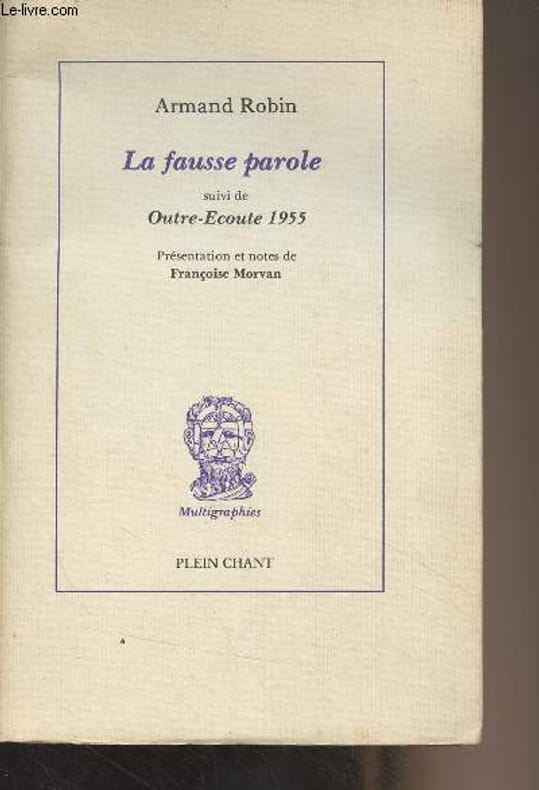 Le-livre.com
Armand Robin
La fausse parole
suivi de
Outre-Ecoute 1955
Présentation et notes de
Françoise Morvan
Multigraphies
PLEIN CHANT